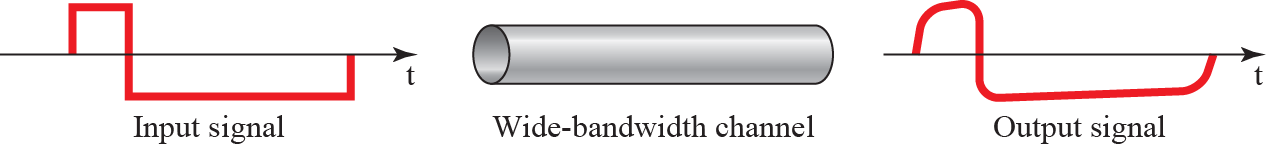 t
t
Input signal
Wide-bandwidth channel
Output signal